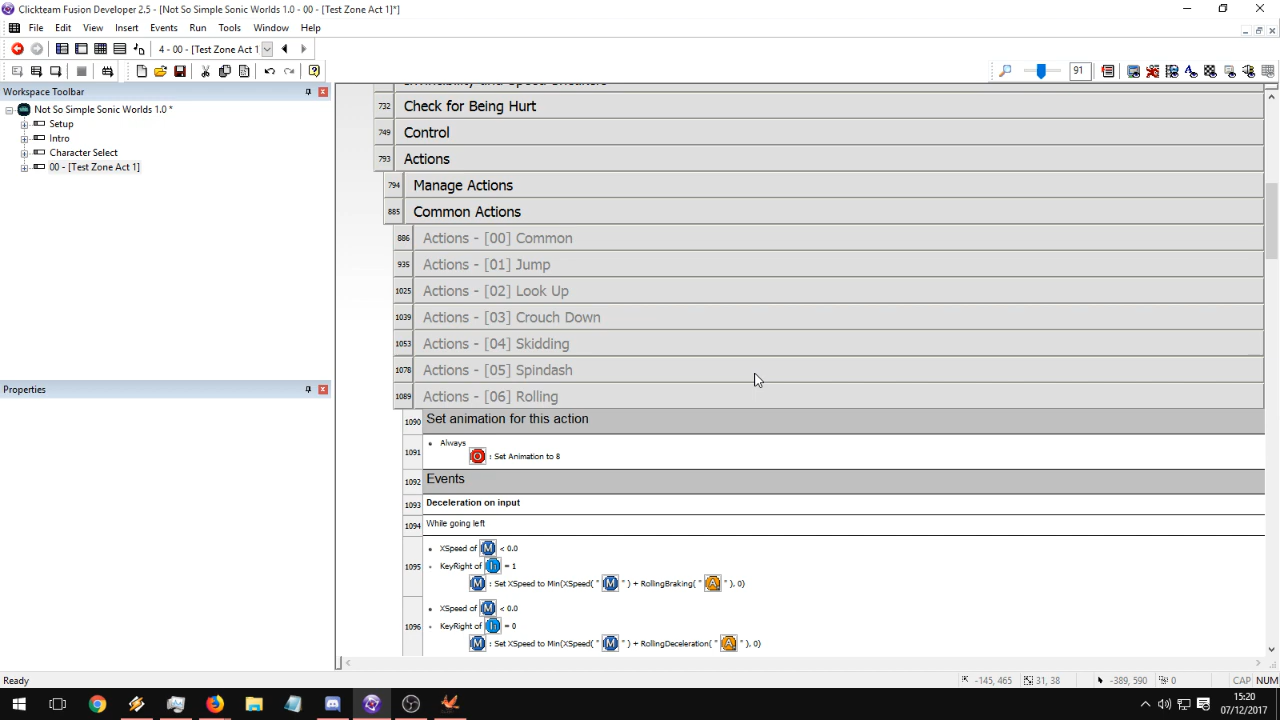 Clickteam Fusion Developer 2.5 - [Not So Simple Sonic Worlds 1.0 - 00 - [Test Zone Act 1]*]
File Edit View Insert Events Run Tools Window Help
4 - 00 - [Test Zone Act 1
91
Workspace Toolbar
Not So Simple Sonic Worlds 1.0 *
Setup
Intro
Character Select
00 - [Test Zone Act 1]
Properties
732 Check for Being Hurt
749 Control
793 Actions
794 Manage Actions
885 Common Actions
886 Actions - [00] Common
935 Actions - [01] Jump
1025 Actions - [02] Look Up
1039 Actions - [03] Crouch Down
1053 Actions - [04] Skidding
1078 Actions - [05] Spindash
1089 Actions - [06] Rolling
1090 Set animation for this action
1091 • Always
: Set Animation to 8
1092 Events
1093 Deceleration on input
1094 While going left
1095 • XSpeed of M < 0.0
• KeyRight of h = 1
M : Set XSpeed to Min(XSpeed( " M " ) + RollingBraking( " A " ), 0)
1096 • XSpeed of M < 0.0
• KeyRight of h = 0
M : Set XSpeed to Min(XSpeed( " M " ) + RollingDeceleration( " A " ), 0)
Ready
-145, 465 31, 38 -389, 590 0 CAP NUM
15:20
07/12/2017